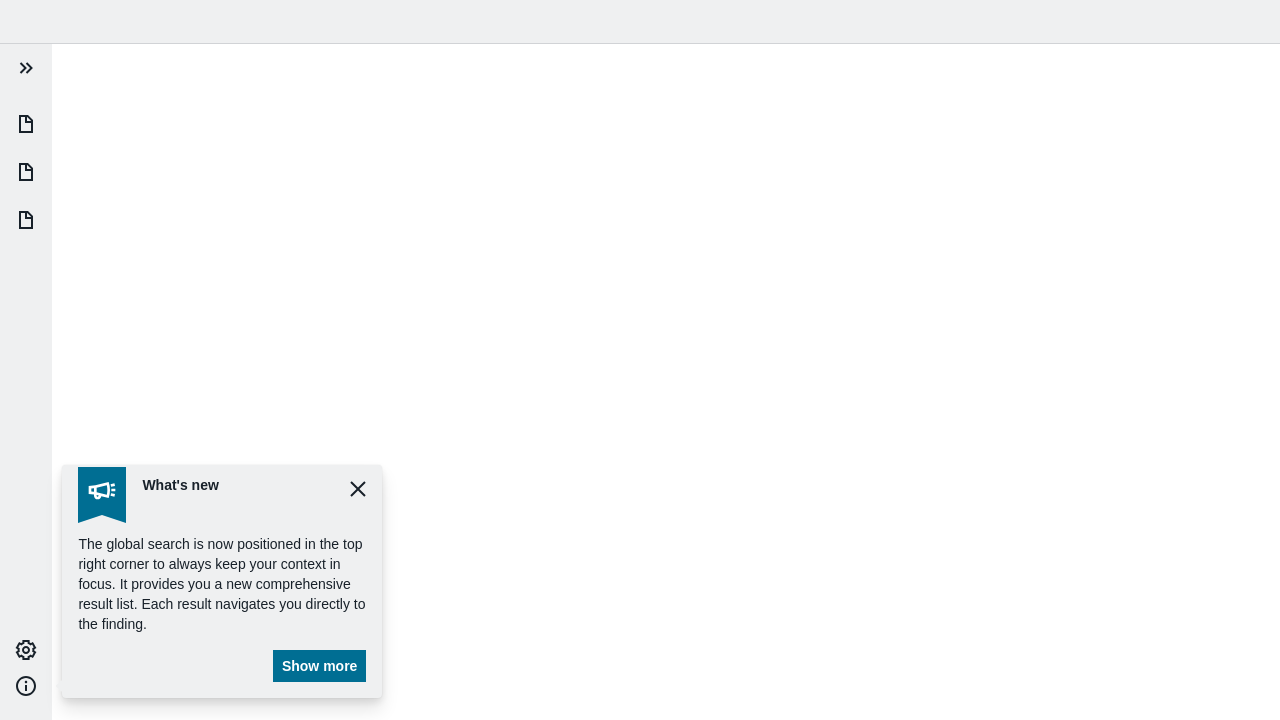 What's new
The global search is now positioned in the top
right corner to always keep your context in
focus. It provides you a new comprehensive
result list. Each result navigates you directly to
the finding.
Show more